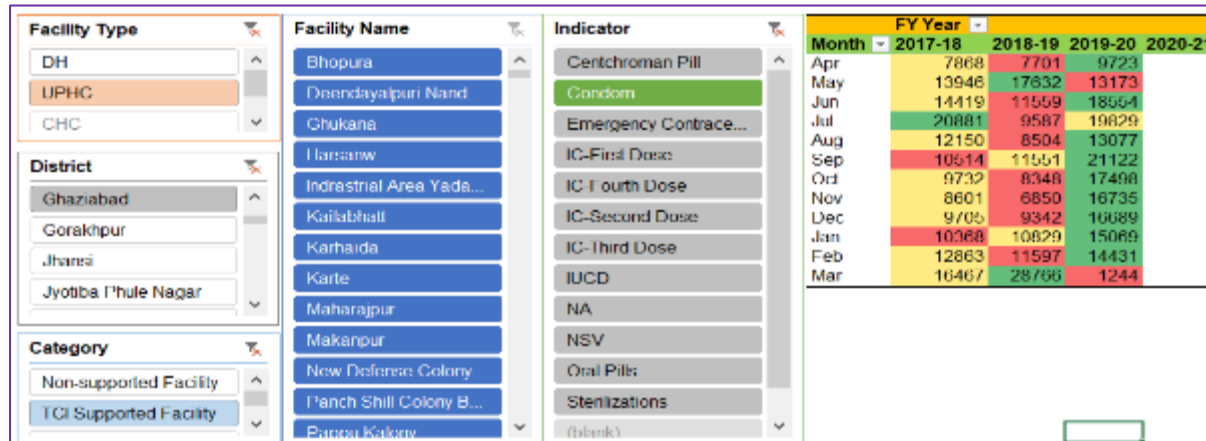 Facility Type
DH
UPHC
CHC
District
Ghaziabad
Gorakhpur
Jhansi
Jyotiba Phule Nagar
Category
Non-supported Facility
TCI Supported Facility
Facility Name
Bhopura
Deendayalpuri Nand
Ghukana
Harsanw
Indrastrial Area Yada...
Kailabhatt
Karhaida
Karte
Maharajpur
Makanpur
New Defense Colony
Panch Shill Colony B...
Pappu Kalony
Indicator
Centchroman Pill
Condom
Emergency Contrace...
IC-First Dose
IC-Fourth Dose
IC-Second Dose
IC-Third Dose
IUCD
NA
NSV
Oral Pills
Sterilizations
(blank)
FY Year
Month 2017-18 2018-19 2019-20 2020-21
Apr 7868 7701 9723
May 13946 17632 13173
Jun 14419 11559 18554
Jul 20881 9587 19829
Aug 12150 8504 13077
Sep 10514 11551 21122
Oct 9732 8348 17498
Nov 8601 6850 16735
Dec 9705 9342 16689
Jan 10368 10829 15069
Feb 12863 11597 14431
Mar 16467 28766 1244